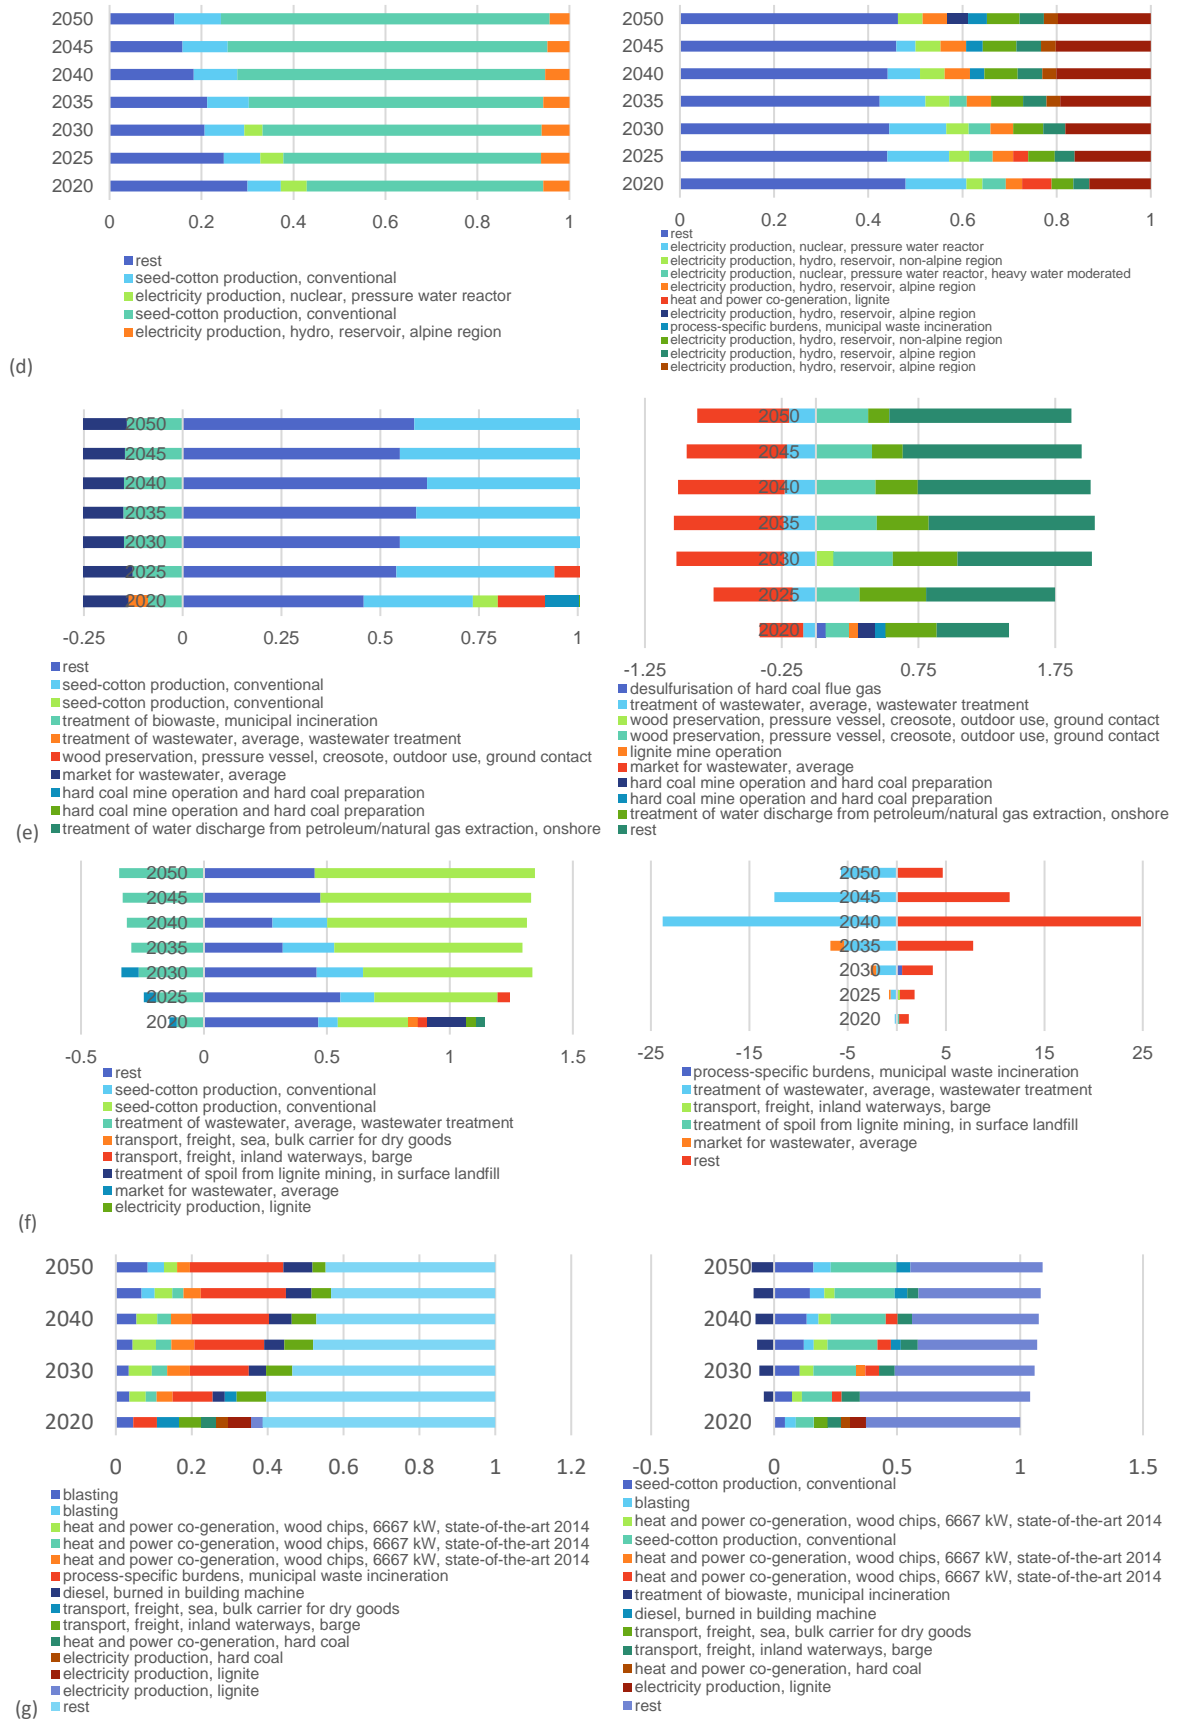 2050
2045
2040
2035
2030
2025
2020
0
0.2
0.4
0.6
0.8
1
rest
seed-cotton production, conventional
electricity production, nuclear, pressure water reactor
seed-cotton production, conventional
electricity production, hydro, reservoir, alpine region
2050
2045
2040
2035
2030
2025
2020
0
0.2
0.4
0.6
0.8
1
rest
electricity production, nuclear, pressure water reactor
electricity production, hydro, reservoir, non-alpine region
electricity production, nuclear, pressure water reactor, heavy water moderated
electricity production, hydro, reservoir, alpine region
heat and power co-generation, lignite
electricity production, hydro, reservoir, alpine region
process-specific burdens, municipal waste incineration
electricity production, hydro, reservoir, non-alpine region
electricity production, hydro, reservoir, alpine region
electricity production, hydro, reservoir, alpine region
(d)
2050
2045
2040
2035
2030
2025
2020
-0.25
0
0.25
0.5
0.75
1
rest
seed-cotton production, conventional
seed-cotton production, conventional
treatment of biowaste, municipal incineration
treatment of wastewater, average, wastewater treatment
wood preservation, pressure vessel, creosote, outdoor use, ground contact
market for wastewater, average
hard coal mine operation and hard coal preparation
hard coal mine operation and hard coal preparation
treatment of water discharge from petroleum/natural gas extraction, onshore
2050
2045
2040
2035
2030
2025
2020
-1.25
-0.25
0.75
1.75
desulfurisation of hard coal flue gas
treatment of wastewater, average, wastewater treatment
wood preservation, pressure vessel, creosote, outdoor use, ground contact
wood preservation, pressure vessel, creosote, outdoor use, ground contact
lignite mine operation
market for wastewater, average
hard coal mine operation and hard coal preparation
hard coal mine operation and hard coal preparation
treatment of water discharge from petroleum/natural gas extraction, onshore
rest
(e)
2050
2045
2040
2035
2030
2025
2020
-0.5
0
0.5
1
1.5
rest
seed-cotton production, conventional
seed-cotton production, conventional
treatment of wastewater, average, wastewater treatment
transport, freight, sea, bulk carrier for dry goods
transport, freight, inland waterways, barge
treatment of spoil from lignite mining, in surface landfill
market for wastewater, average
electricity production, lignite
2050
2045
2040
2035
2030
2025
2020
-25
-15
-5
5
15
25
process-specific burdens, municipal waste incineration
treatment of wastewater, average, wastewater treatment
transport, freight, inland waterways, barge
treatment of spoil from lignite mining, in surface landfill
market for wastewater, average
rest
(f)
2050
2040
2030
2020
0
0.2
0.4
0.6
0.8
1
1.2
blasting
blasting
heat and power co-generation, wood chips, 6667 kW, state-of-the-art 2014
heat and power co-generation, wood chips, 6667 kW, state-of-the-art 2014
heat and power co-generation, wood chips, 6667 kW, state-of-the-art 2014
process-specific burdens, municipal waste incineration
diesel, burned in building machine
transport, freight, sea, bulk carrier for dry goods
transport, freight, inland waterways, barge
heat and power co-generation, hard coal
electricity production, hard coal
electricity production, lignite
electricity production, lignite
rest
2050
2040
2030
2020
-0.5
0
0.5
1
1.5
seed-cotton production, conventional
blasting
heat and power co-generation, wood chips, 6667 kW, state-of-the-art 2014
seed-cotton production, conventional
heat and power co-generation, wood chips, 6667 kW, state-of-the-art 2014
heat and power co-generation, wood chips, 6667 kW, state-of-the-art 2014
treatment of biowaste, municipal incineration
diesel, burned in building machine
transport, freight, sea, bulk carrier for dry goods
transport, freight, inland waterways, barge
heat and power co-generation, hard coal
electricity production, lignite
rest
(g)